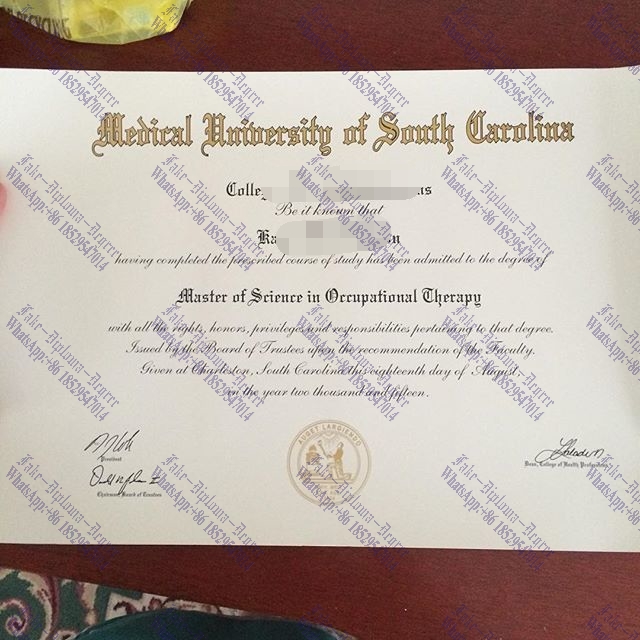 Medical University of South Carolina
Be it known that
having completed the prescribed course of study has been admitted to the degree of
Master of Science in Occupational Therapy
with all the rights, honors, privileges and responsibilities pertaining to that degree.
Issued by the Board of Trustees upon the recommendation of the Faculty.
Given at Charleston, South Carolina this eighteenth day of August,
in the year two thousand and fifteen.
President
Chairman, Board of Trustees
AUGET LARGIENDO
Dean, College of Health Professions
Fake-Diploma-Degree
WhatsApp:+86 18529547014